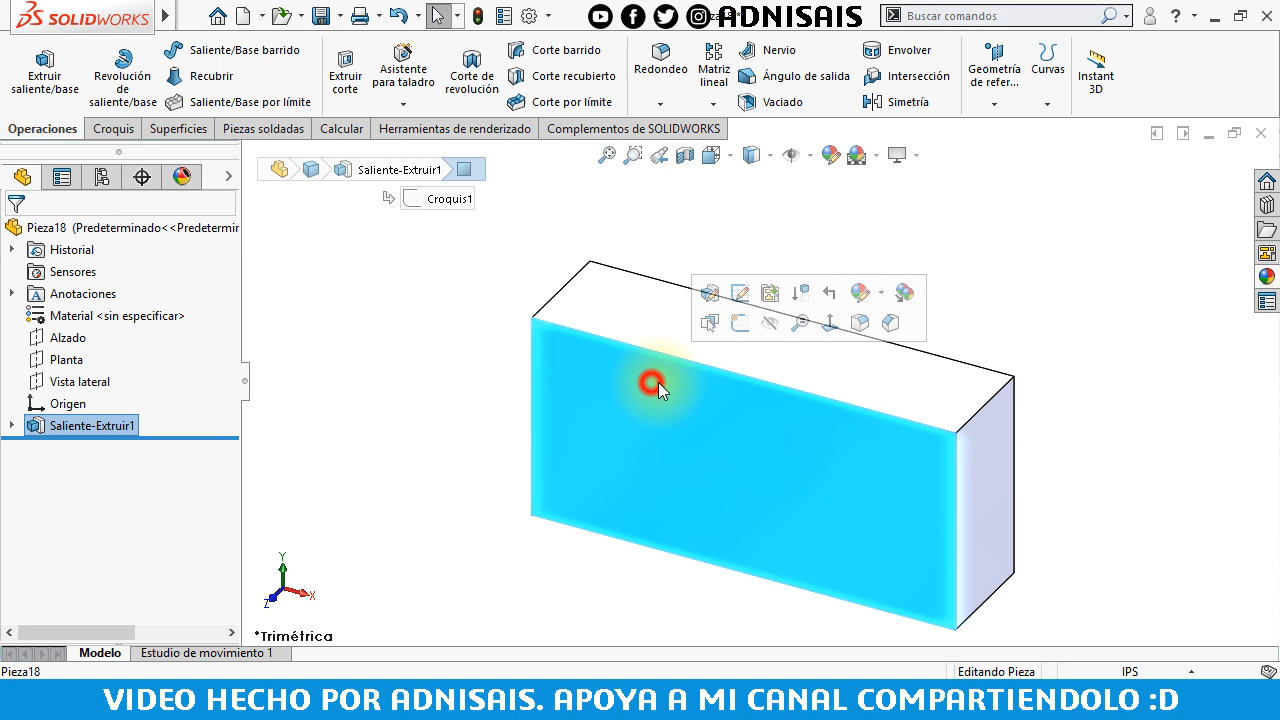 SOLIDWORKS
ADNISAIS
Buscar comandos
Extruir saliente/base
Revolución de saliente/base
Saliente/Base barrido
Recubrir
Saliente/Base por límite
Extruir corte
Asistente para taladro
Corte de revolución
Corte barrido
Corte recubierto
Corte por límite
Redondeo
Matriz lineal
Nervio
Ángulo de salida
Vaciado
Envolver
Intersección
Simetría
Geometría de refer...
Curvas
Instant 3D
Operaciones
Croquis
Superficies
Piezas soldadas
Calcular
Herramientas de renderizado
Complementos de SOLIDWORKS
Saliente-Extruir1
Croquis1
Pieza18 (Predeterminado<<Predetermir
Historial
Sensores
Anotaciones
Material <sin especificar>
Alzado
Planta
Vista lateral
Origen
Saliente-Extruir1
Y
X
Z
*Trimétrica
Modelo
Estudio de movimiento 1
Pieza18
Editando Pieza
IPS
VIDEO HECHO POR ADNISAIS. APOYA A MI CANAL COMPARTIENDOLO :D